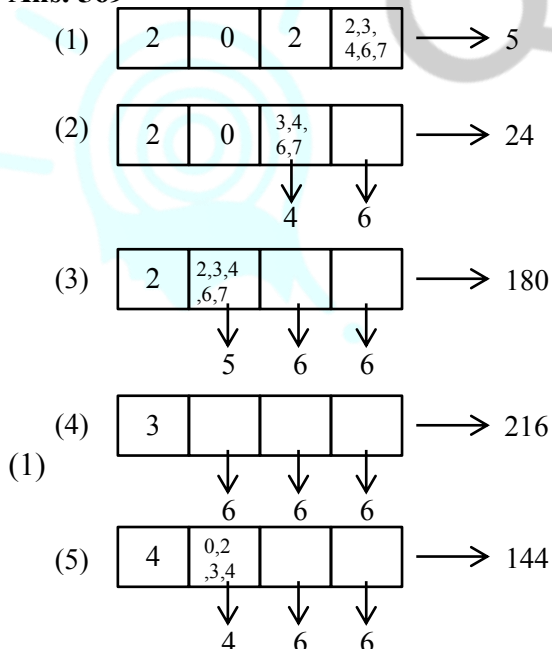 Ans. 569
(1) 2 0 2 2,3, 4,6,7 → 5
(2) 2 0 3,4, 6,7 → 24
4 6
(3) 2 2,3,4 ,6,7 → 180
5 6 6
(4) 3 → 216
(1)
6 6 6
(5) 4 0,2 ,3,4 → 144
4 6 6